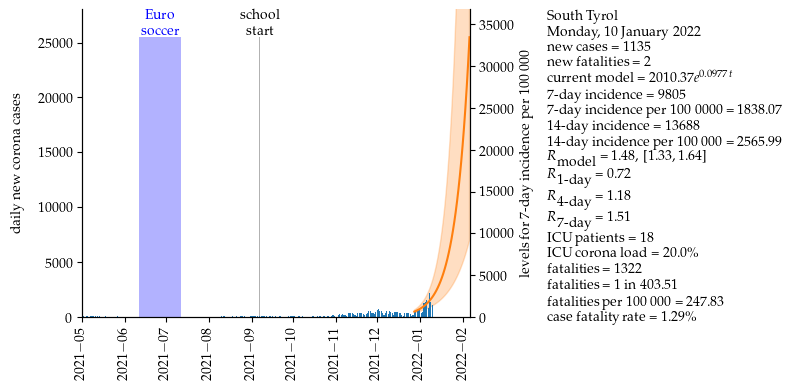 Euro
soccer
school
start
daily new corona cases
25000
20000
15000
10000
5000
0
35000
30000
25000
20000
15000
10000
5000
0
levels for 7-day incidence per 100 000
2021−05
2021−06
2021−07
2021−08
2021−09
2021−10
2021−11
2021−12
2022−01
2022−02
South Tyrol
Monday, 10 January 2022
new cases = 1135
new fatalities = 2
current model = 2010.37e^0.0977 t
7-day incidence = 9805
7-day incidence per 100 0000 = 1838.07
14-day incidence = 13688
14-day incidence per 100 000 = 2565.99
R model = 1.48, [1.33, 1.64]
R 1-day = 0.72
R 4-day = 1.18
R 7-day = 1.51
ICU patients = 18
ICU corona load = 20.0%
fatalities = 1322
fatalities = 1 in 403.51
fatalities per 100 000 = 247.83
case fatality rate = 1.29%